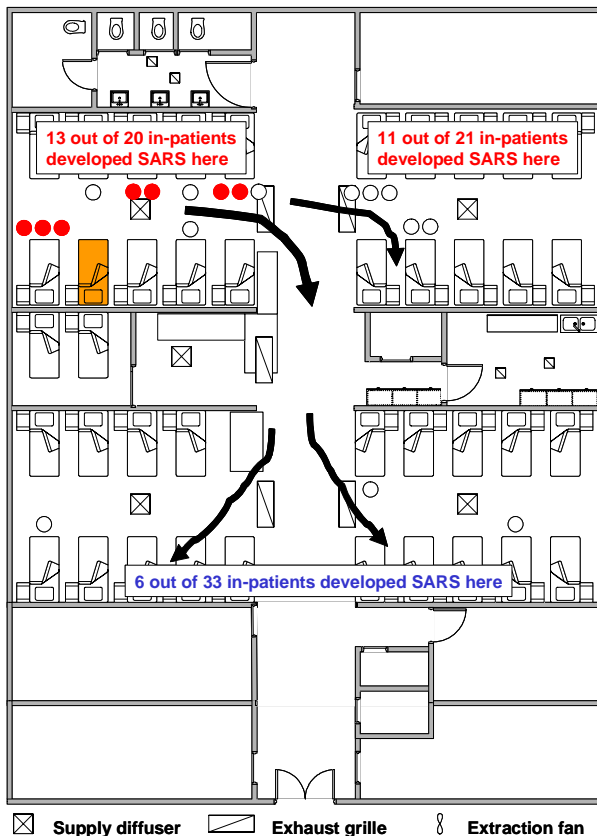 13 out of 20 in-patients
developed SARS here
11 out of 21 in-patients
developed SARS here
6 out of 33 in-patients developed SARS here
Supply diffuser
Exhaust grille
Extraction fan